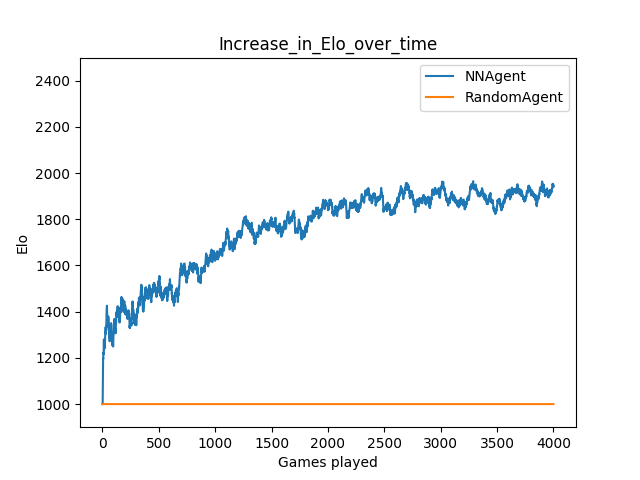 Increase_in_Elo_over_time
NNAgent
RandomAgent
2400
2200
2000
1800
1600
1400
1200
1000
Elo
0 500 1000 1500 2000 2500 3000 3500 4000
Games played